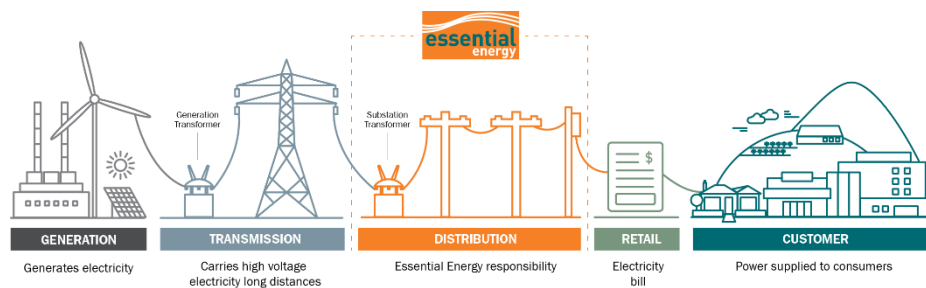 essential
energy
Generation
Transformer
Substation
Transformer
$
GENERATION
TRANSMISSION
DISTRIBUTION
RETAIL
CUSTOMER
Generates electricity
Carries high voltage
electricity long distances
Essential Energy responsibility
Electricity
bill
Power supplied to consumers